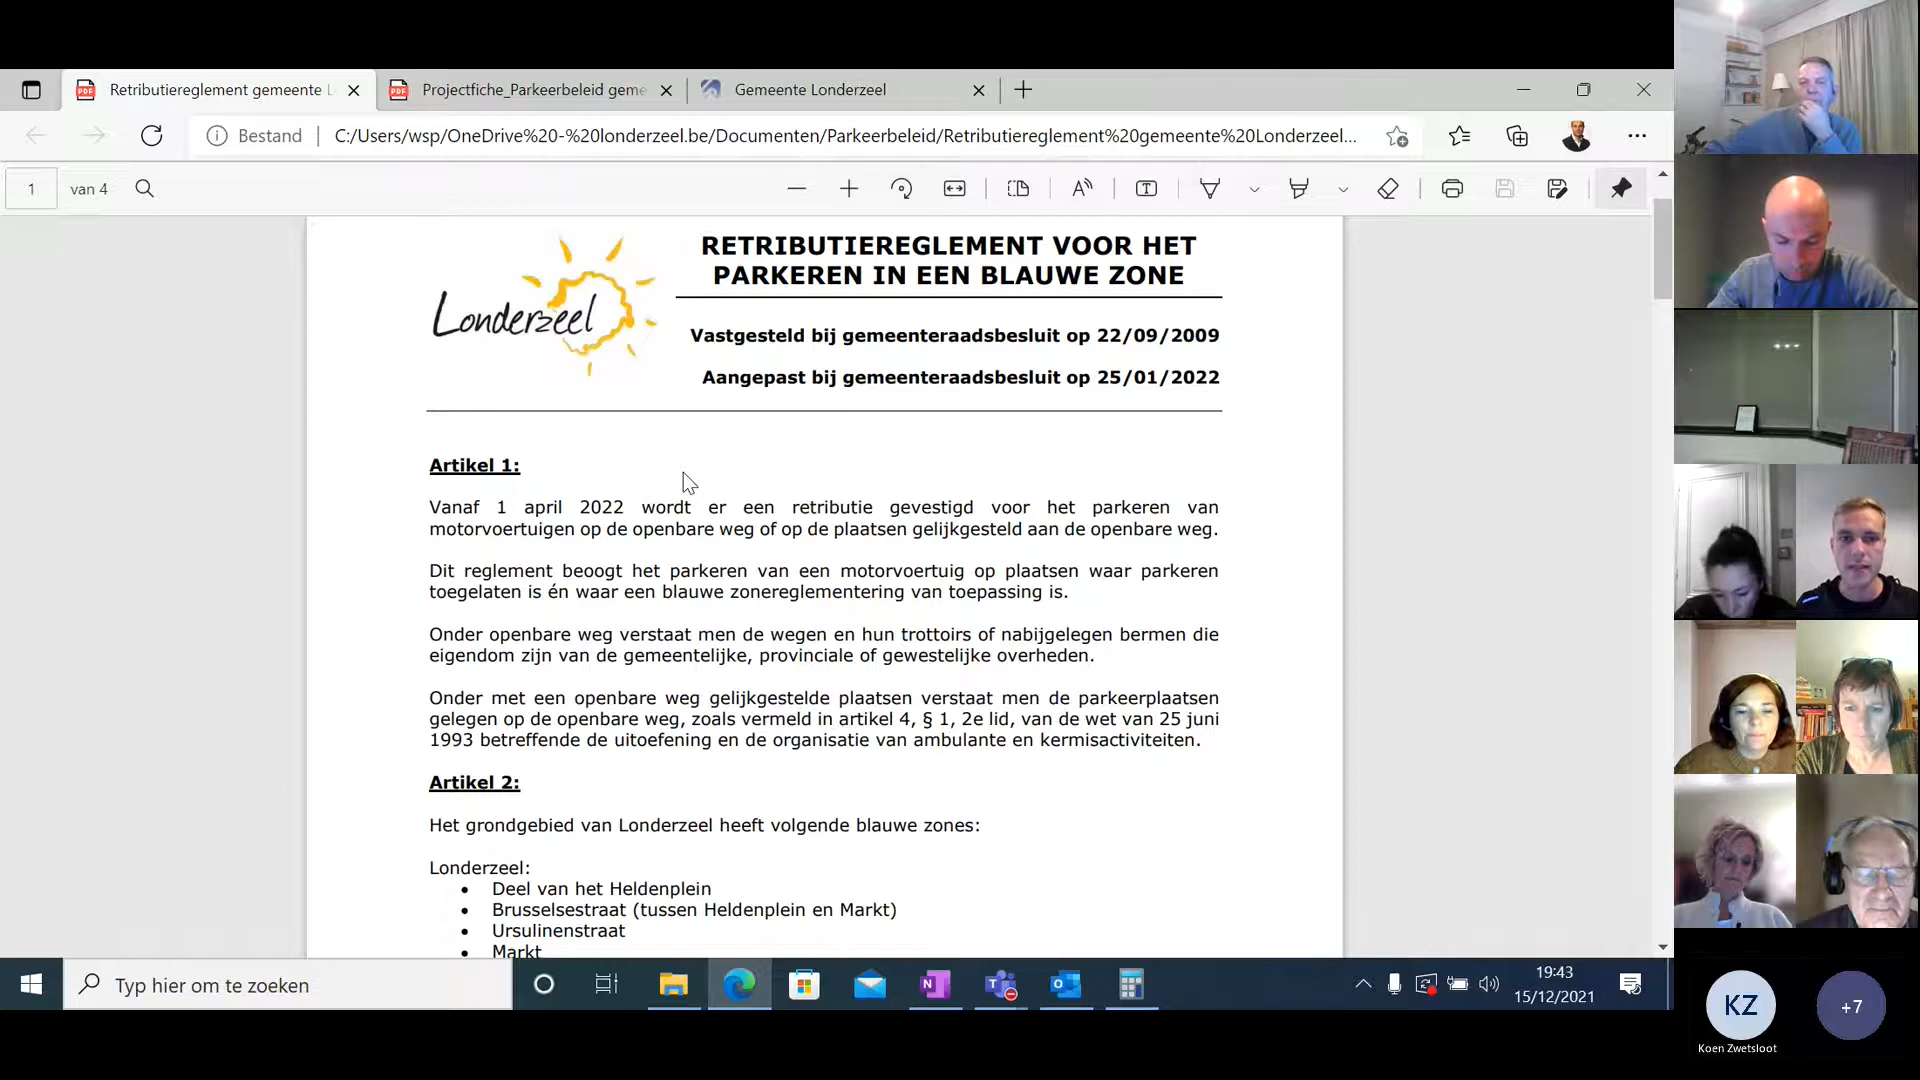 Retributiereglement gemeente L
Projectfiche_Parkeerbeleid geme
Gemeente Londerzeel
Bestand
C:/Users/wsp/OneDrive%20-%20londerzeel.be/Documenten/Parkeerbeleid/Retributiereglement%20gemeente%20Londerzeel...
1 van 4
Londerzeel
RETRIBUTIEREGLEMENT VOOR HET
PARKEREN IN EEN BLAUWE ZONE
Vastgesteld bij gemeenteraadsbesluit op 22/09/2009
Aangepast bij gemeenteraadsbesluit op 25/01/2022
Artikel 1:
Vanaf 1 april 2022 wordt er een retributie gevestigd voor het parkeren van
motorvoertuigen op de openbare weg of op de plaatsen gelijkgesteld aan de openbare weg.
Dit reglement beoogt het parkeren van een motorvoertuig op plaatsen waar parkeren
toegelaten is én waar een blauwe zonereglementering van toepassing is.
Onder openbare weg verstaat men de wegen en hun trottoirs of nabijgelegen bermen die
eigendom zijn van de gemeentelijke, provinciale of gewestelijke overheden.
Onder met een openbare weg gelijkgestelde plaatsen verstaat men de parkeerplaatsen
gelegen op de openbare weg, zoals vermeld in artikel 4, § 1, 2e lid, van de wet van 25 juni
1993 betreffende de uitoefening en de organisatie van ambulante en kermisactiviteiten.
Artikel 2:
Het grondgebied van Londerzeel heeft volgende blauwe zones:
Londerzeel:
• Deel van het Heldenplein
• Brusselsestraat (tussen Heldenplein en Markt)
• Ursulinenstraat
• Markt
Typ hier om te zoeken
19:43
15/12/2021
KZ
+7
Koen Zwetsloot